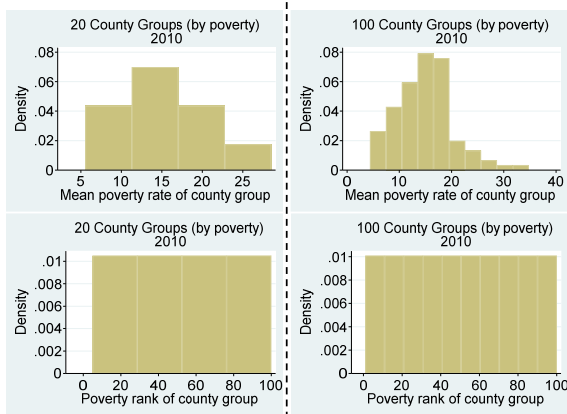 20 County Groups (by poverty)
2010
Density
.08
.06
.04
.02
0
5 10 15 20 25
Mean poverty rate of county group
100 County Groups (by poverty)
2010
Density
.08
.06
.04
.02
0
0 10 20 30 40
Mean poverty rate of county group
20 County Groups (by poverty)
2010
Density
.01
.008
.006
.004
.002
0
0 20 40 60 80 100
Poverty rank of county group
100 County Groups (by poverty)
2010
Density
.01
.008
.006
.004
.002
0
0 20 40 60 80 100
Poverty rank of county group